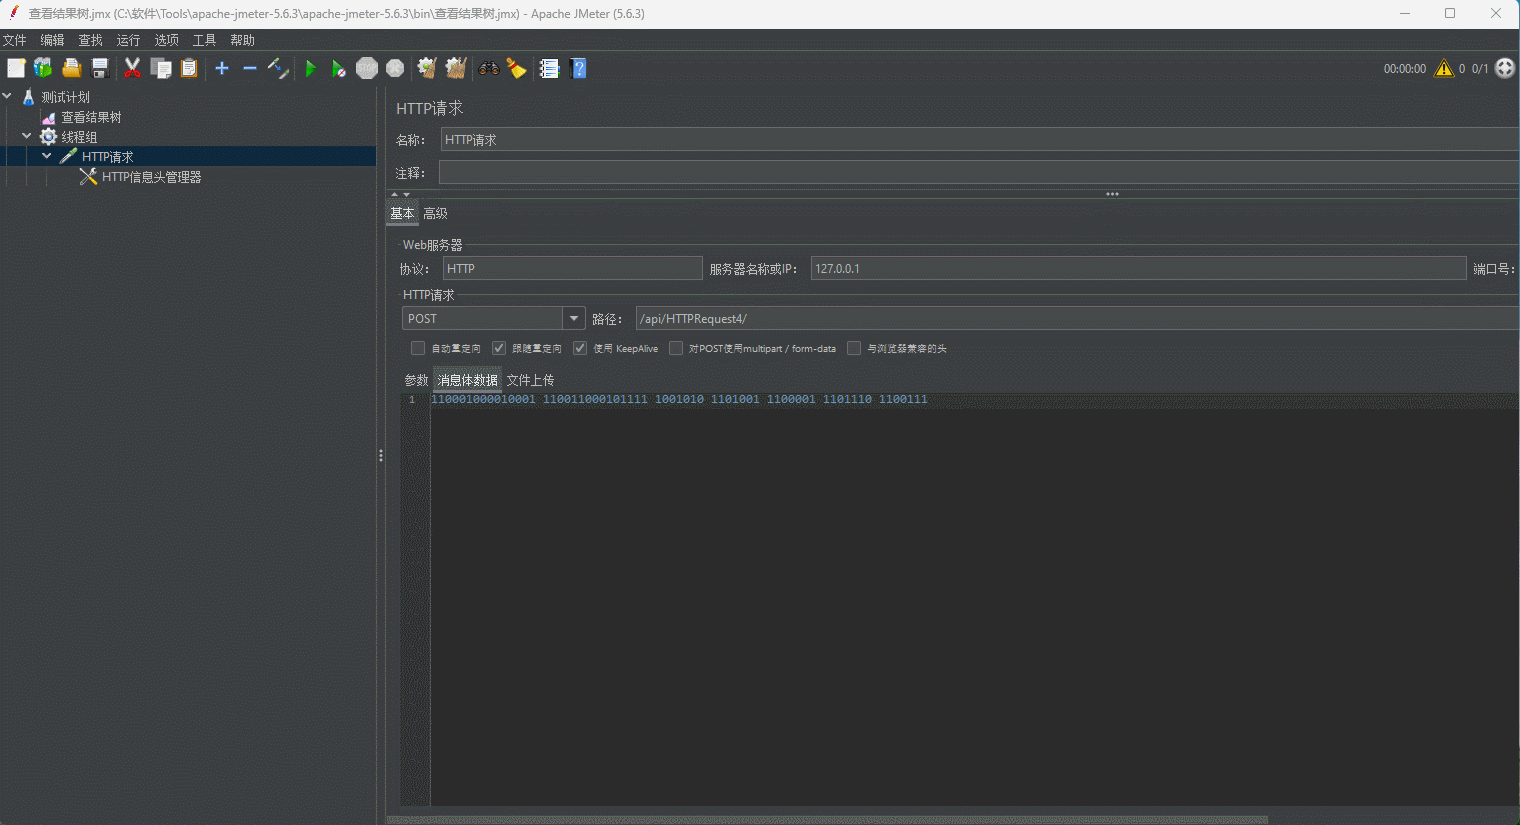 查看结果树.jmx (C:\软件\Tools\apache-jmeter-5.6.3\apache-jmeter-5.6.3\bin\查看结果树.jmx) - Apache JMeter (5.6.3)
文件 编辑 查找 运行 选项 工具 帮助
00:00:00 0 0/1
测试计划
查看结果树
线程组
HTTP请求
HTTP信息头管理器
HTTP请求
名称： HTTP请求
注释：
基本 高级
Web服务器
协议： HTTP 服务器名称或IP： 127.0.0.1 端口号：
HTTP请求
POST 路径： /api/HTTPRequest4/
自动重定向 跟随重定向 使用 KeepAlive 对POST使用multipart / form-data 与浏览器兼容的头
参数 消息体数据 文件上传
1 110001000010001 110011000101111 1001010 1101001 1100001 1101110 1100111